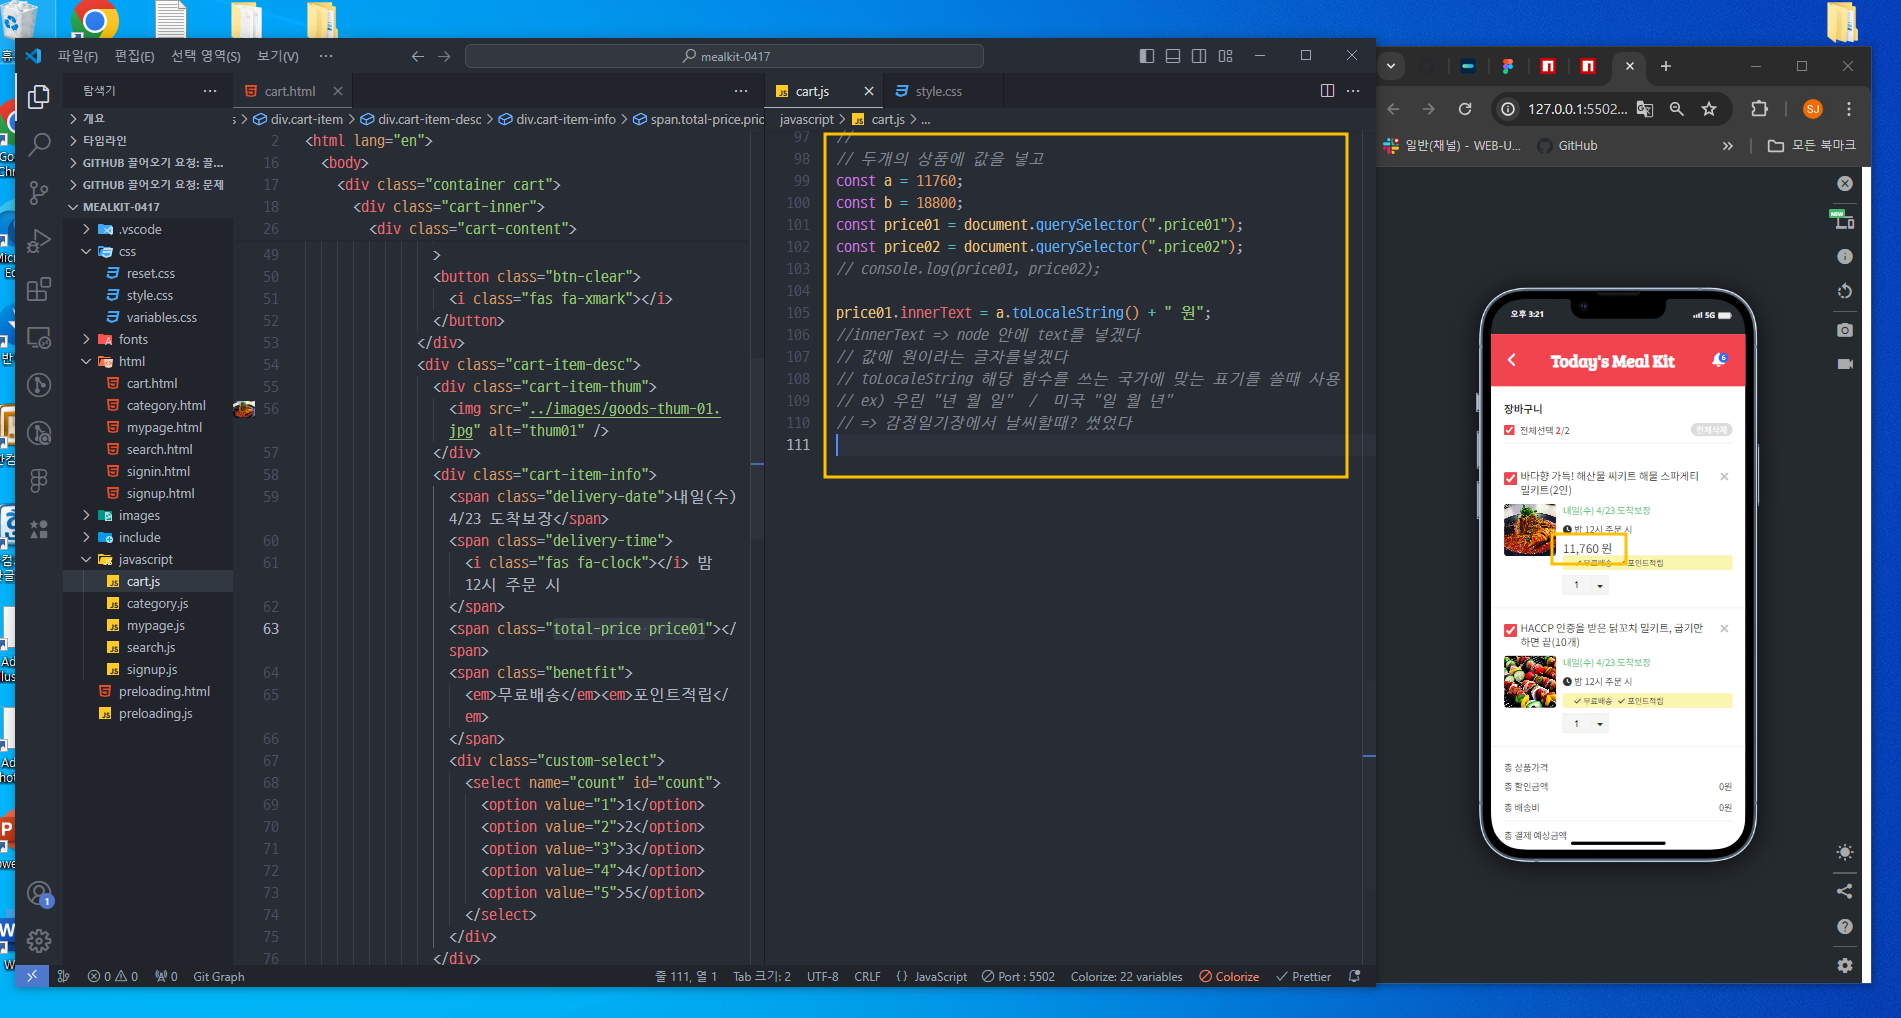 파일(F) 편집(E) 선택 영역(S) 보기(V) ···
mealkit-0417
탐색기 ···
개요
타임라인
GITHUB 끌어오기 요청: 끌...
GITHUB 끌어오기 요청: 문제
MEALKIT-0417
.vscode
css
reset.css
style.css
variables.css
fonts
html
cart.html
category.html
mypage.html
search.html
signin.html
signup.html
images
include
javascript
cart.js
category.js
mypage.js
search.js
signup.js
preloading.html
preloading.js
cart.html
s > div.cart-item > div.cart-item-desc > div.cart-item-info > span.total-price.pric
2 <html lang="en">
16 <body>
17 <div class="container cart">
18 <div class="cart-inner">
26 <div class="cart-content">
49 >
50 <button class="btn-clear">
51 <i class="fas fa-xmark"></i>
52 </button>
53 </div>
54 <div class="cart-item-desc">
55 <div class="cart-item-thum">
56 <img src="../images/goods-thum-01.
jpg" alt="thum01" />
57 </div>
58 <div class="cart-item-info">
59 <span class="delivery-date">내일(수)
4/23 도착보장</span>
60 <span class="delivery-time">
61 <i class="fas fa-clock"></i> 밤
12시 주문 시
62 </span>
63 <span class="total-price price01"></
span>
64 <span class="benetfit">
65 <em>무료배송</em><em>포인트적립</
em>
66 </span>
67 <div class="custom-select">
68 <select name="count" id="count">
69 <option value="1">1</option>
70 <option value="2">2</option>
71 <option value="3">3</option>
72 <option value="4">4</option>
73 <option value="5">5</option>
74 </select>
75 </div>
76 </div>
cart.js style.css
javascript > cart.js > ...
97 //
98 // 두개의 상품에 값을 넣고
99 const a = 11760;
100 const b = 18800;
101 const price01 = document.querySelector(".price01");
102 const price02 = document.querySelector(".price02");
103 // console.log(price01, price02);
104
105 price01.innerText = a.toLocaleString() + " 원";
106 //innerText => node 안에 text를 넣겠다
107 // 값에 원이라는 글자를넣겠다
108 // toLocaleString 해당 함수를 쓰는 국가에 맞는 표기를 쓸때 사용
109 // ex) 우린 "년 월 일" / 미국 "일 월 년"
110 // => 감정일기장에서 날씨할때? 썼었다
111
0 0 0 Git Graph
줄 111, 열 1 Tab 크기: 2 UTF-8 CRLF {} JavaScript Port : 5502 Colorize: 22 variables Colorize Prettier
127.0.0.1:5502...
SJ
일반(채널) - WEB-U... GitHub » 모든 북마크
NEW
오후 3:21 5G
Today's Meal Kit 6
장바구니
전체선택 2/2 전체삭제
바다향 가득! 해산물 씨키트 해물 스파게티
밀키트(2인)
내일(수) 4/23 도착보장
밤 12시 주문 시
11,760 원
무료배송 포인트적립
1
HACCP 인증을 받은 닭꼬치 밀키트, 굽기만
하면 끝(10개)
내일(수) 4/23 도착보장
밤 12시 주문 시
무료배송 포인트적립
1
총 상품가격
총 할인금액 0원
총 배송비 0원
총 결제 예상금액